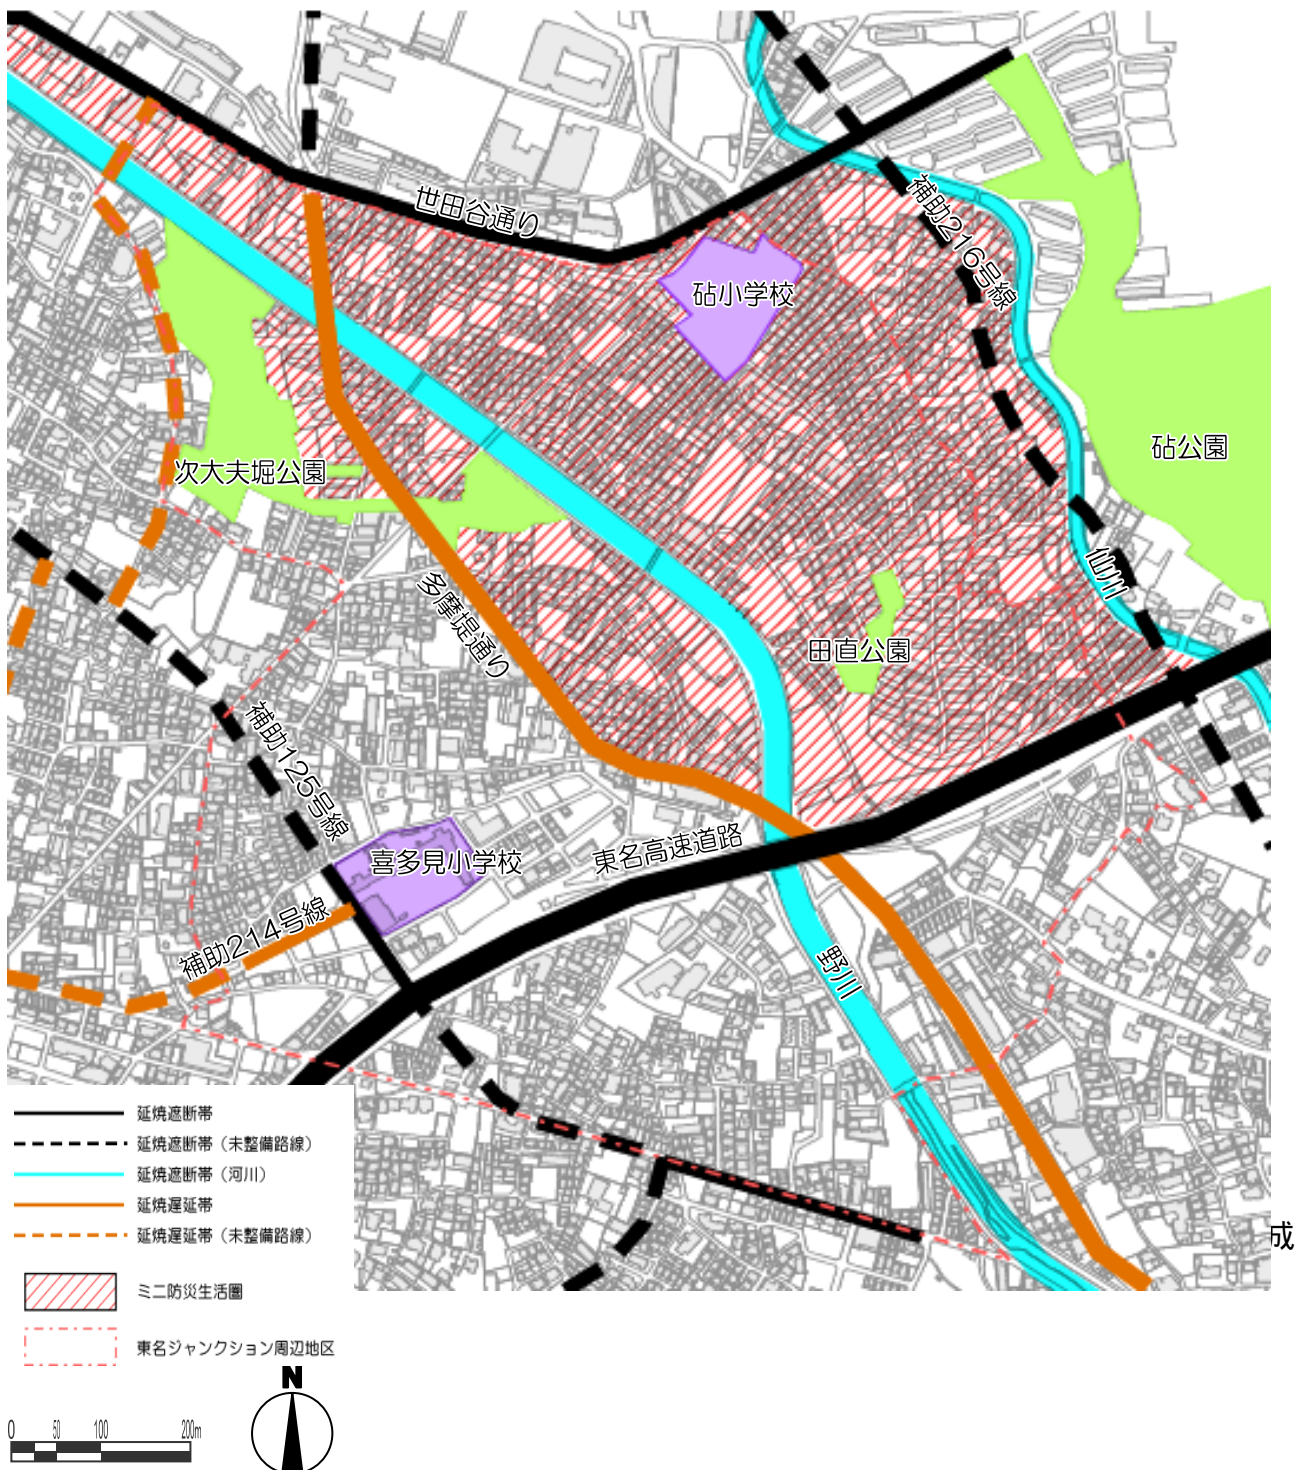 世田谷通り
補助216号線
砧小学校
砧公園
次大夫堀公園
仙川
多摩堤通り
田直公園
補助125号線
東名高速道路
喜多見小学校
補助214号線
野川
成
延焼遮断帯
延焼遮断帯（未整備路線）
延焼遮断帯（河川）
延焼遅延帯
延焼遅延帯（未整備路線）
ミニ防災生活圏
東名ジャンクション周辺地区
N
0 50 100 200m